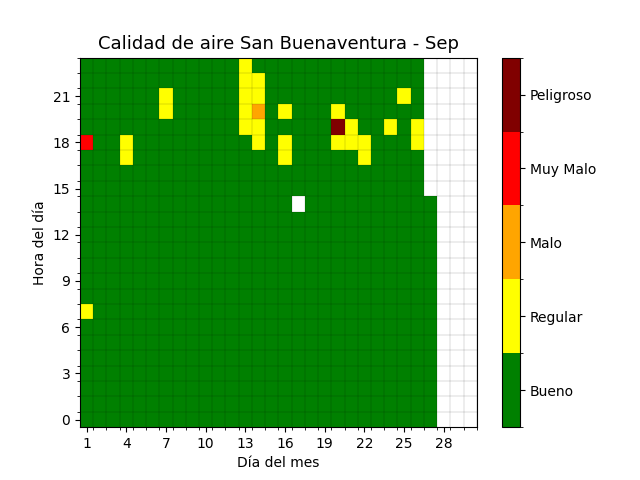 Calidad de aire San Buenaventura - Sep
Hora del día
21
18
15
12
9
6
3
0
1 4 7 10 13 16 19 22 25 28
Día del mes
Peligroso
Muy Malo
Malo
Regular
Bueno